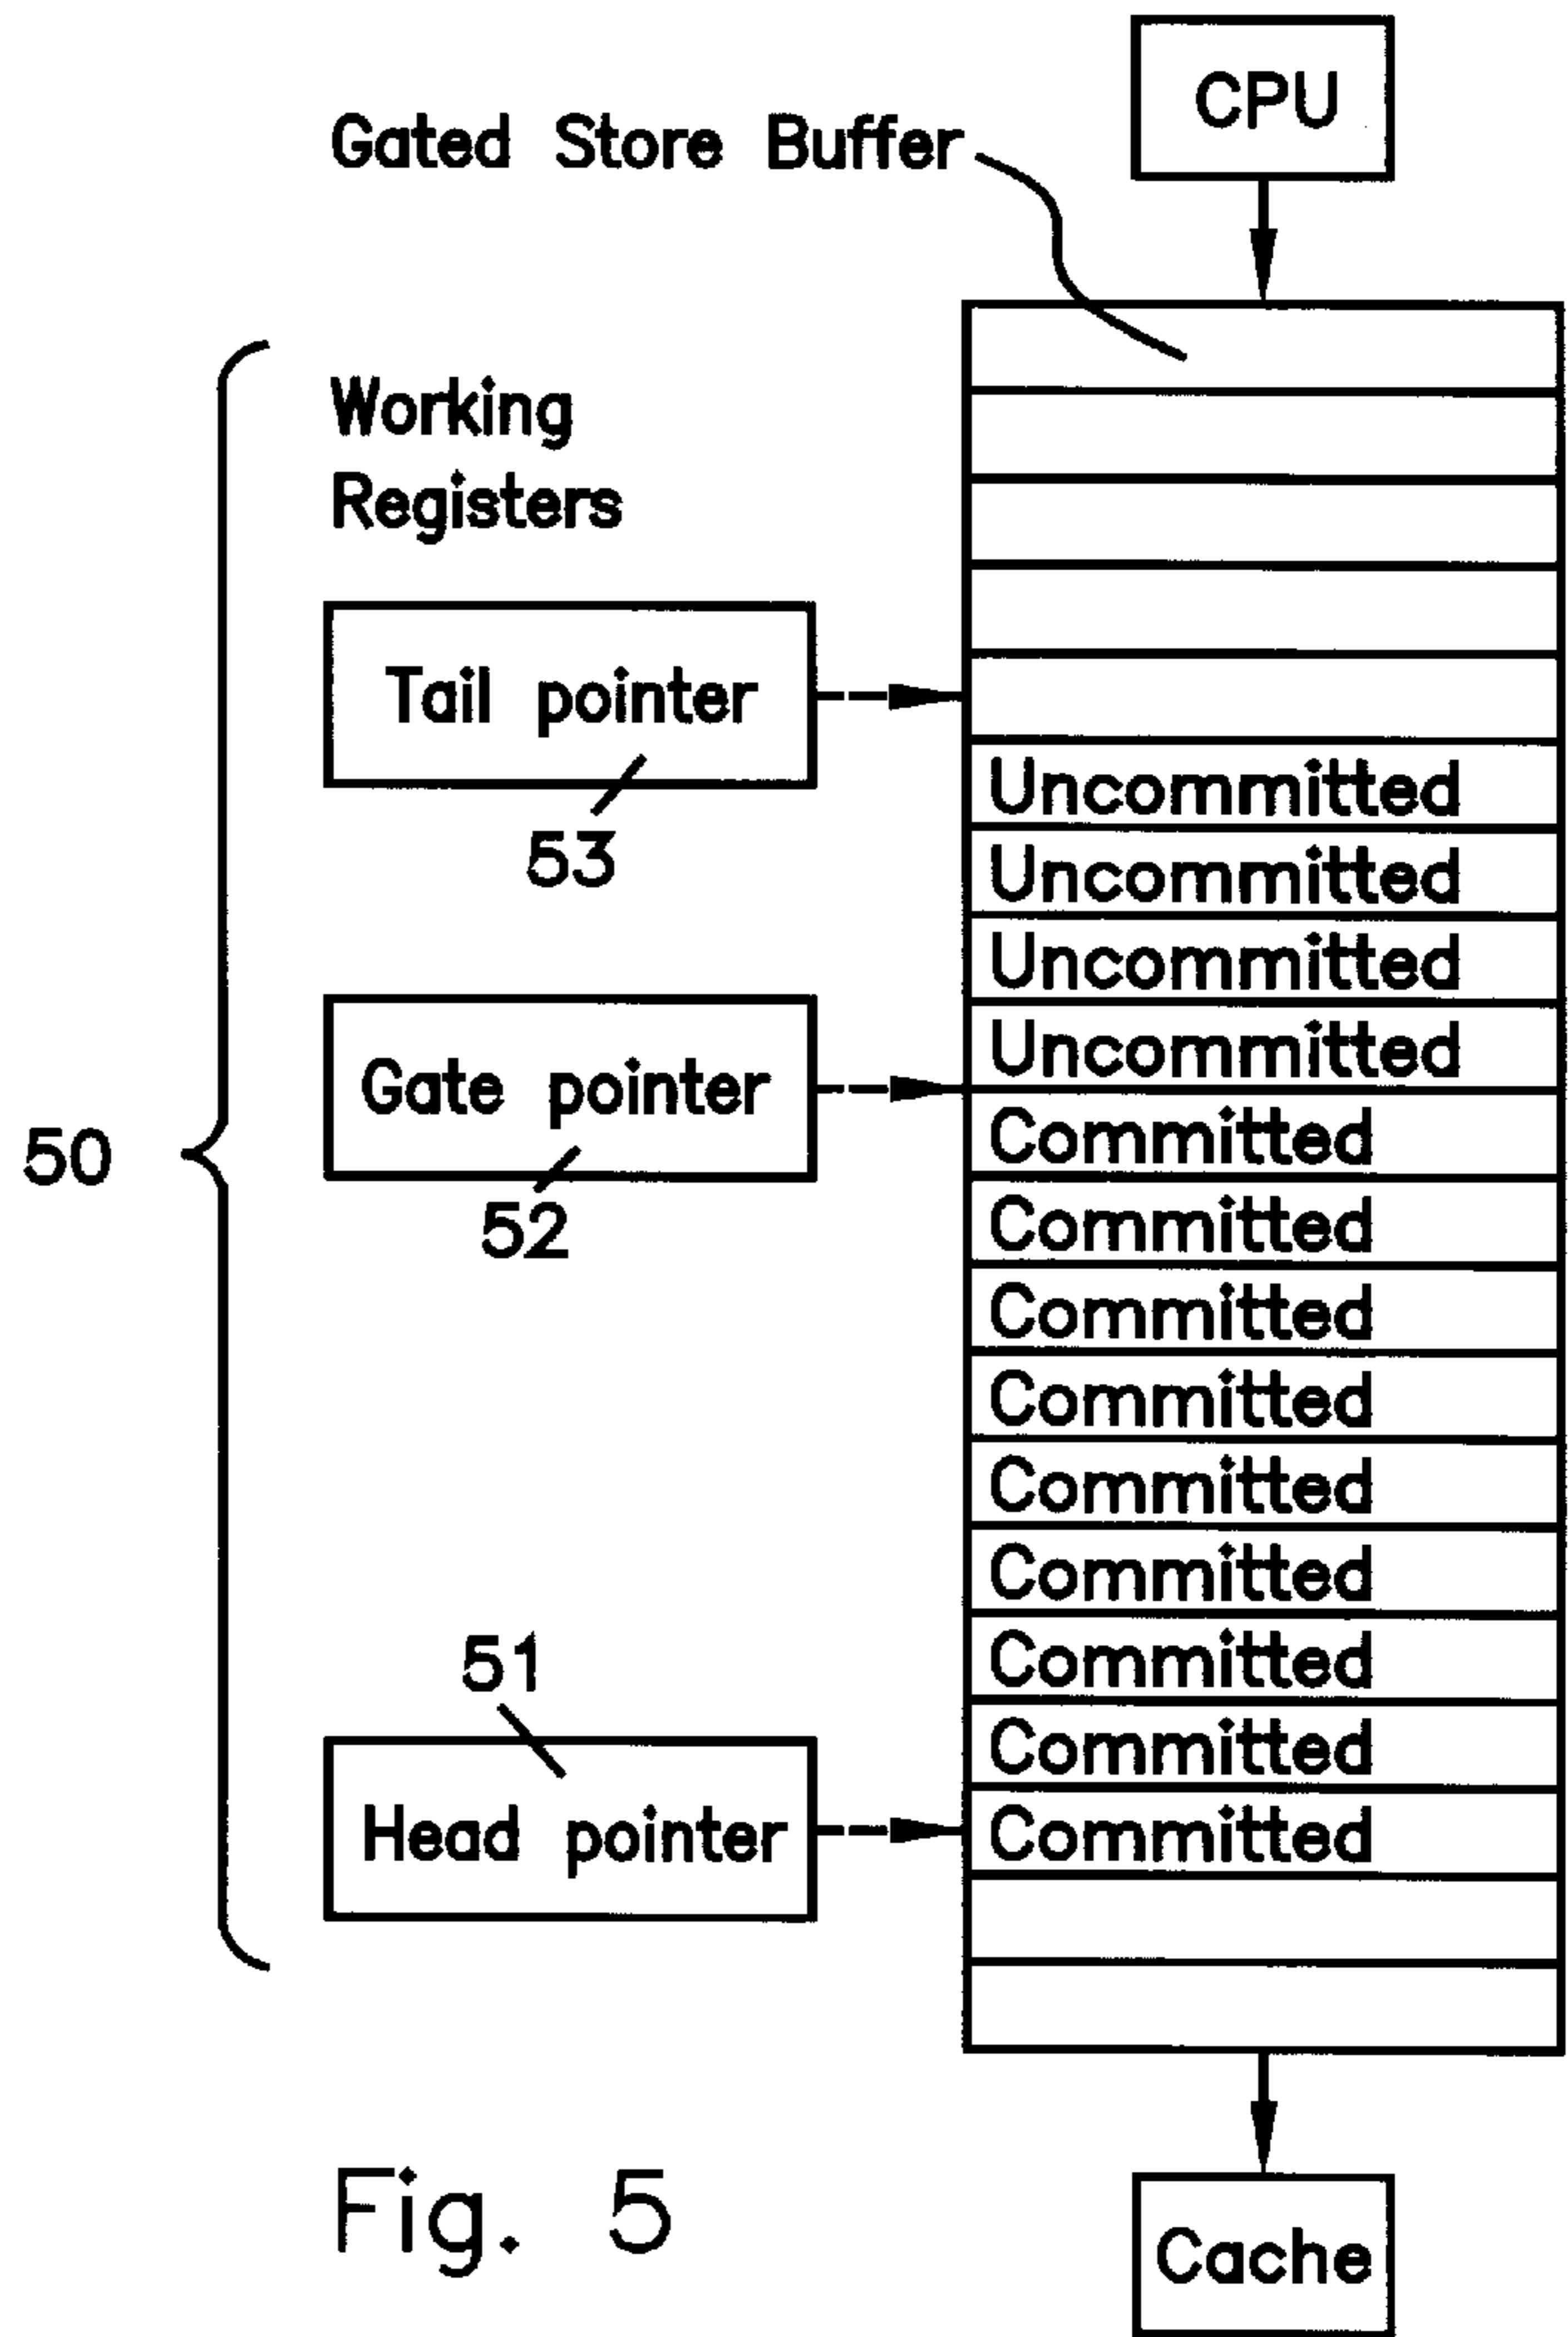 CPU
Gated Store Buffer
Working
Registers
Tail pointer
53
Uncommitted
Uncommitted
Uncommitted
Uncommitted
Gate pointer
52
50
Committed
Committed
Committed
Committed
Committed
Committed
Committed
Committed
Committed
51
Head pointer
Fig. 5
Cache